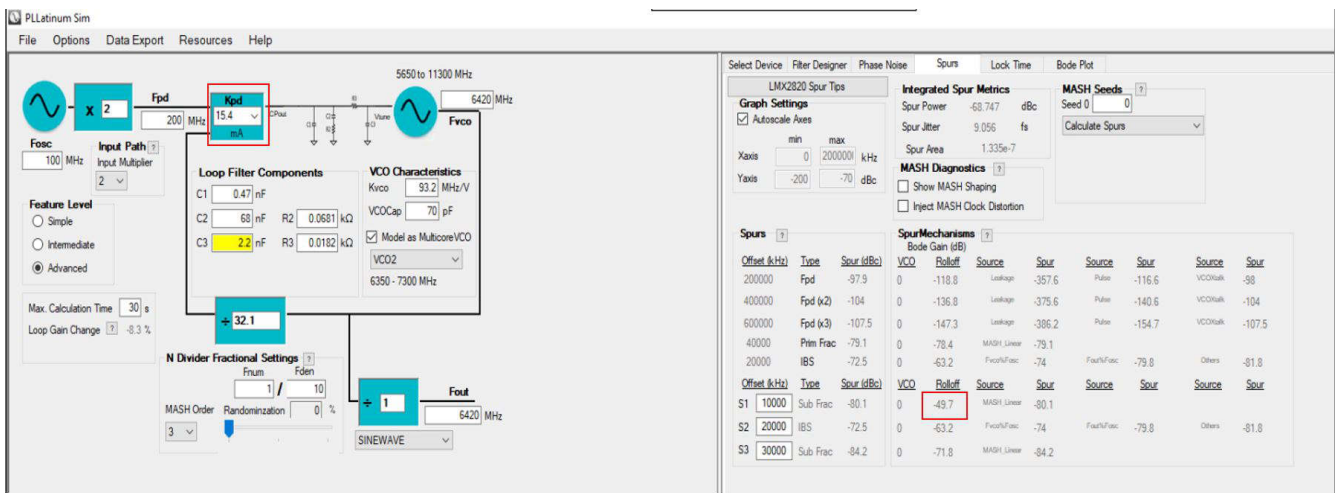 PLLatinum Sim
File Options Data Export Resources Help
5650 to 11300 MHz
x 2
Fpd
200 MHz
Kpd
15.4
mA
CPout
Vtune
6420 MHz
Fvco
Fosc
100 MHz
Input Path ?
Input Multiplier
2
Feature Level
Simple
Intermediate
Advanced
Max. Calculation Time 30 s
Loop Gain Change ? -8.3 %
Loop Filter Components
C1 0.47 nF
C2 68 nF R2 0.0681 kΩ
C3 2.2 nF R3 0.0182 kΩ
VCO Characteristics
Kvco 93.2 MHz/V
VCOCap 70 pF
Model as MulticoreVCO
VCO2
6350 - 7300 MHz
÷ 32.1
N Divider Fractional Settings ?
Fnum Fden
1 / 10
MASH Order Randominzation 0 %
3
÷ 1
Fout
6420 MHz
SINEWAVE
Select Device Filter Designer Phase Noise Spurs Lock Time Bode Plot
LMX2820 Spur Tips
Graph Settings
Autoscale Axes
min max
Xaxis 0 200000 kHz
Yaxis -200 -70 dBc
Integrated Spur Metrics
Spur Power -68.747 dBc
Spur Jitter 9.056 fs
Spur Area 1.335e-7
MASH Diagnostics ?
Show MASH Shaping
Inject MASH Clock Distortion
MASH Seeds ?
Seed 0 0
Calculate Spurs
Spurs ?
SpurMechanisms ?
Bode Gain (dB)
Offset (kHz) Type Spur (dBc) VCO Rolloff Source Spur Source Spur Source Spur
200000 Fpd -97.9 0 -118.8 Leakage -357.6 Pulse -116.6 VCOXtalk -98
400000 Fpd (x2) -104 0 -136.8 Leakage -375.6 Pulse -140.6 VCOXtalk -104
600000 Fpd (x3) -107.5 0 -147.3 Leakage -386.2 Pulse -154.7 VCOXtalk -107.5
40000 Prim Frac -79.1 0 -78.4 MASH_Linear -79.1
20000 IBS -72.5 0 -63.2 Fvco%Fosc -74 Fout%Fosc -79.8 Others -81.8
Offset (kHz) Type Spur (dBc) VCO Rolloff Source Spur Source Spur Source Spur
S1 10000 Sub Frac -80.1 0 -49.7 MASH_Linear -80.1
S2 20000 IBS -72.5 0 -63.2 Fvco%Fosc -74 Fout%Fosc -79.8 Others -81.8
S3 30000 Sub Frac -84.2 0 -71.8 MASH_Linear -84.2